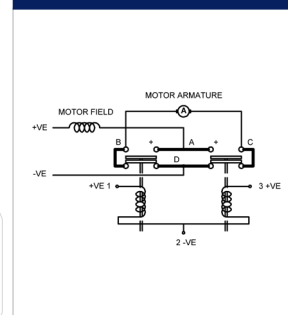 MOTOR ARMATURE
A
MOTOR FIELD
+VE
B + A + C
D
-VE
+VE 1
3 +VE
2 -VE